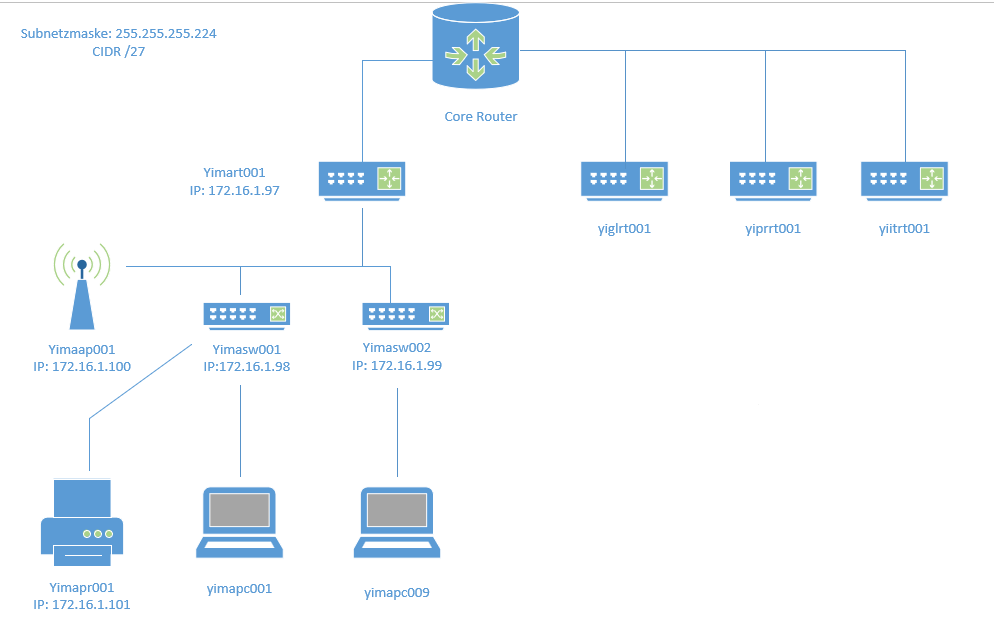 Subnetzmaske: 255.255.255.224
CIDR /27
Core Router
Yimart001
IP: 172.16.1.97
yiglrt001
yiprrt001
yiitrt001
Yimaap001
IP: 172.16.1.100
Yimasw001
IP:172.16.1.98
Yimasw002
IP: 172.16.1.99
Yimapr001
IP: 172.16.1.101
yimapc001
yimapc009